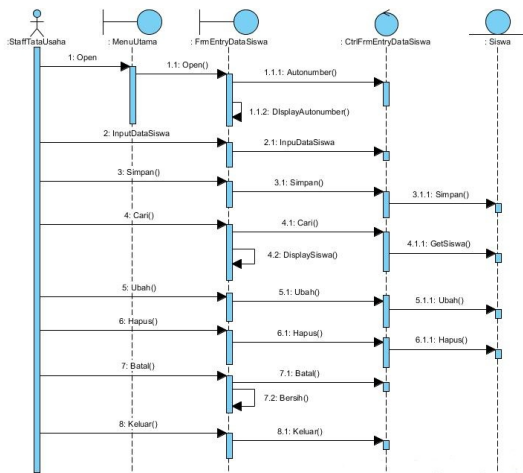 : StaffTataUsaha
: MenuUtama
: FrmEntryDataSiswa
: CtrlFrmEntryDataSiswa
: Siswa
1: Open
1.1: Open()
1.1.1: Autonumber()
1.1.2: DIsplayAutonumber()
2: InputDataSiswa
2.1: InpuDataSiswa
3: Simpan()
3.1: Simpan()
3.1.1: Simpan()
4: Cari()
4.1: Cari()
4.1.1: GetSiswa()
4.2: DisplaySiswa()
5: Ubah()
5.1: Ubah()
5.1.1: Ubah()
6: Hapus()
6.1: Hapus()
6.1.1: Hapus()
7: Batal()
7.1: Batal()
7.2: Bersih()
8: Keluar()
8.1: Keluar()